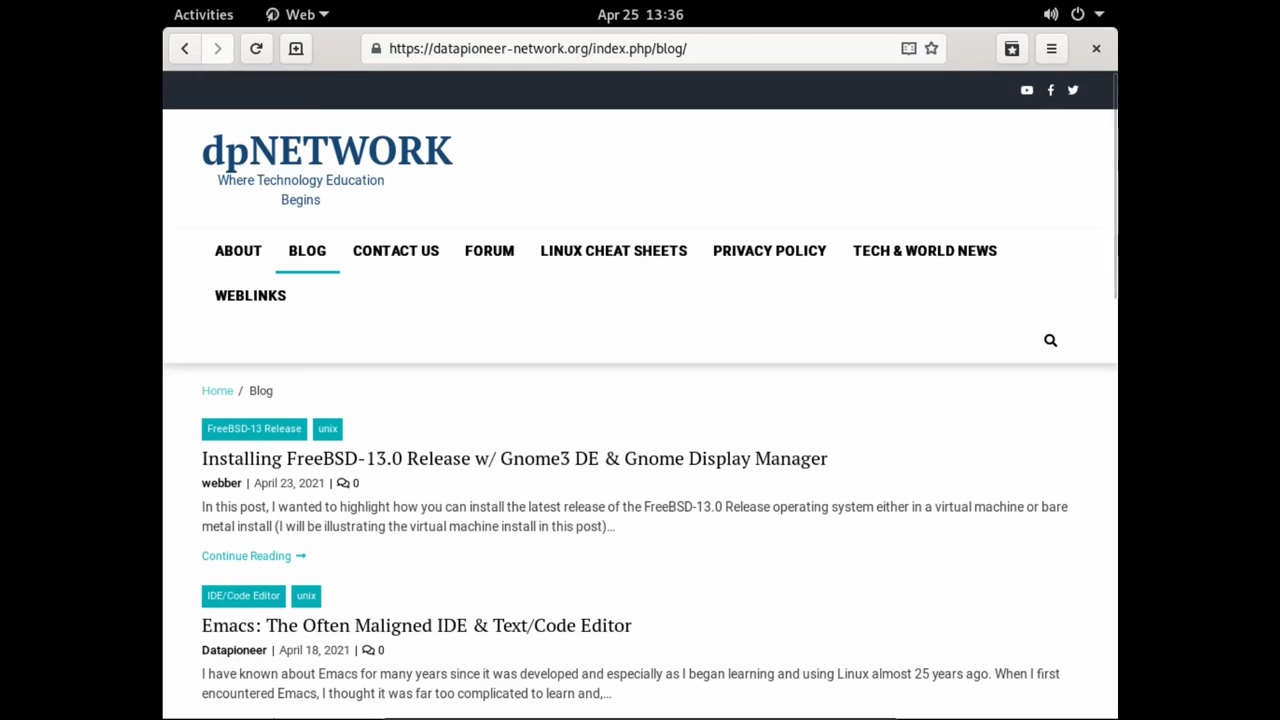 Activities Web Apr 25 13:36
https://datapioneer-network.org/index.php/blog/
dpNETWORK
Where Technology Education
Begins
ABOUT BLOG CONTACT US FORUM LINUX CHEAT SHEETS PRIVACY POLICY TECH & WORLD NEWS
WEBLINKS
Home / Blog
FreeBSD-13 Release unix
Installing FreeBSD-13.0 Release w/ Gnome3 DE & Gnome Display Manager
webber | April 23, 2021 | 0
In this post, I wanted to highlight how you can install the latest release of the FreeBSD-13.0 Release operating system either in a virtual machine or bare
metal install (I will be illustrating the virtual machine install in this post)…
Continue Reading
IDE/Code Editor unix
Emacs: The Often Maligned IDE & Text/Code Editor
Datapioneer | April 18, 2021 | 0
I have known about Emacs for many years since it was developed and especially as I began learning and using Linux almost 25 years ago. When I first
encountered Emacs, I thought it was far too complicated to learn and,…